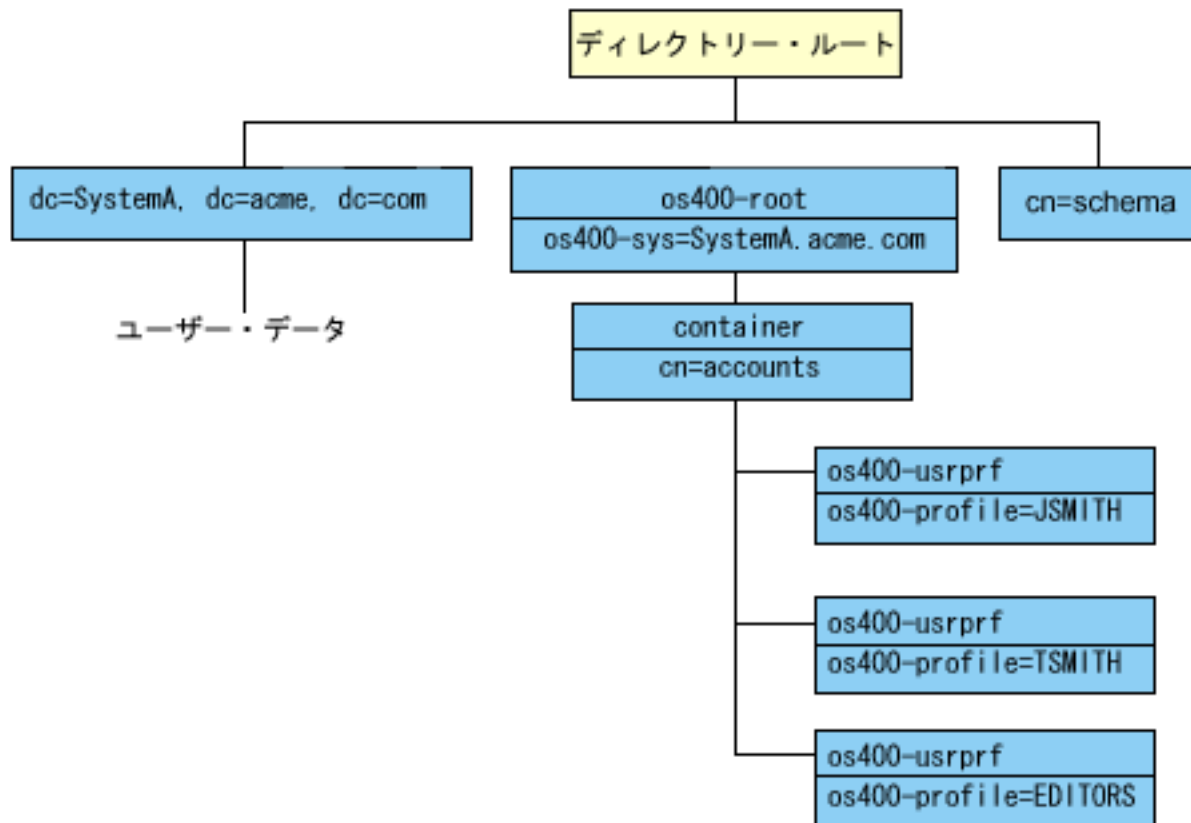 ディレクトリー・ルート
dc=SystemA, dc=acme, dc=com
os400-root
os400-sys=SystemA.acme.com
cn=schema
ユーザー・データ
container
cn=accounts
os400-usrprf
os400-profile=JSMITH
os400-usrprf
os400-profile=TSMITH
os400-usrprf
os400-profile=EDITORS